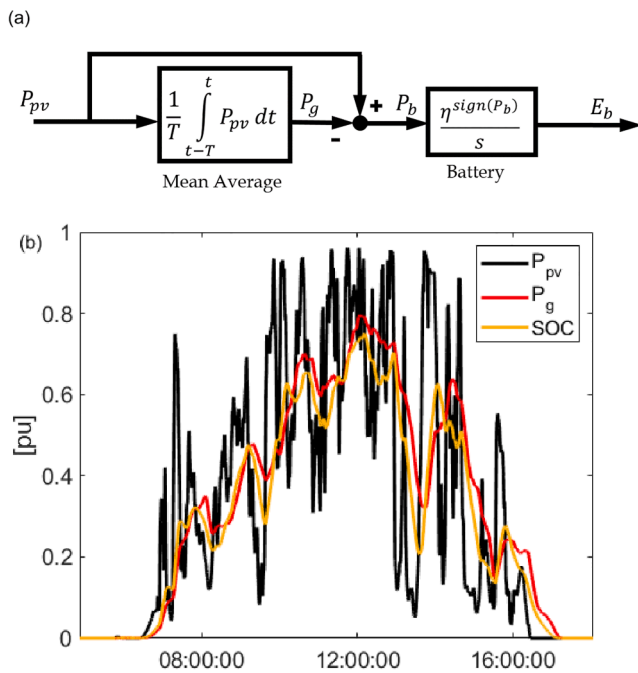 (a)
P_pv
1/T ∫_{t-T}^{t} P_pv dt
P_g
+
-
P_b
η^{sign(P_b)}/s
E_b
Mean Average
Battery
(b)
1
0.8
0.6
0.4
0.2
0
[pu]
P_pv
P_g
SOC
08:00:00 12:00:00 16:00:00